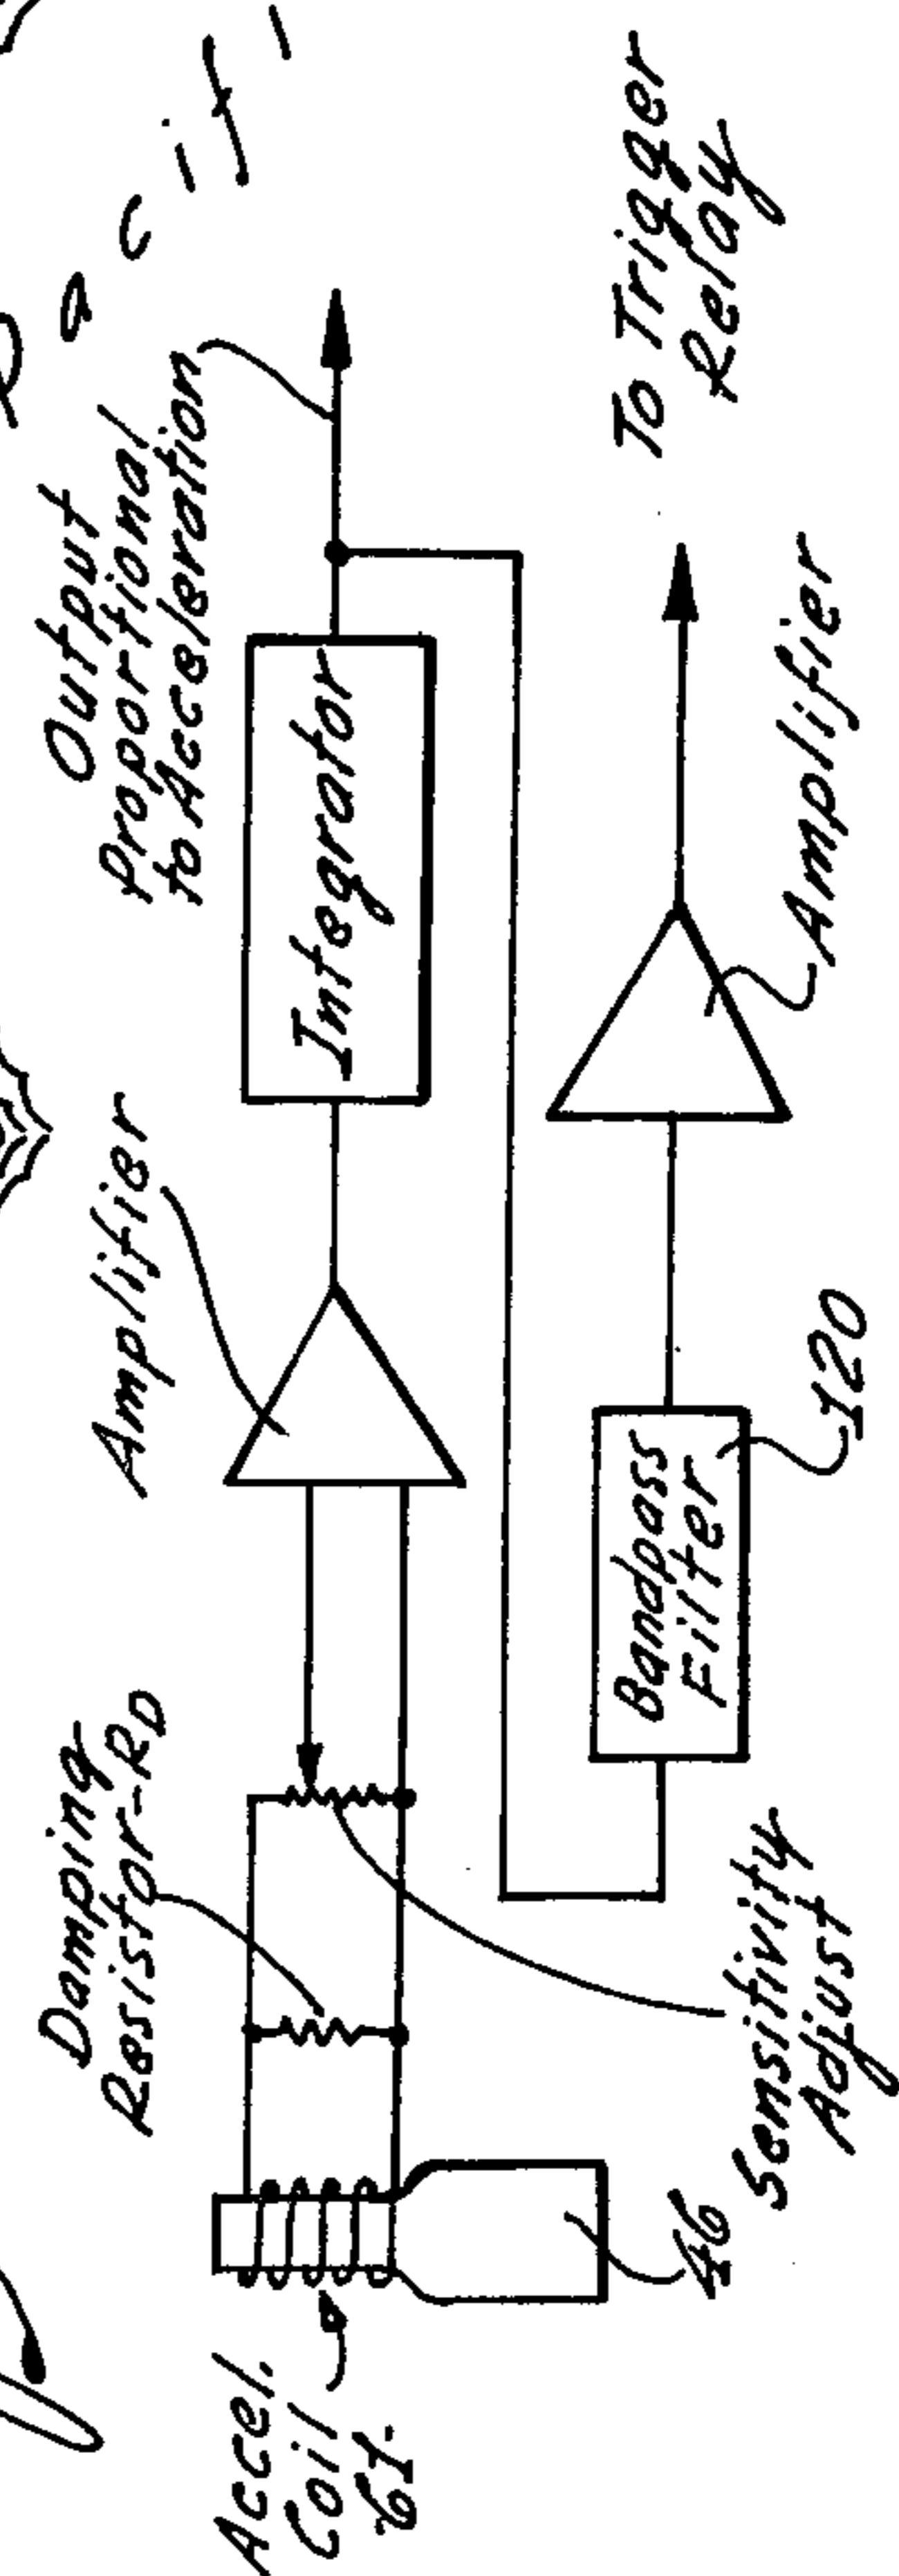 Accel.
Coil
61
46
Damping
Resistor-RD
Sensitivity
Adjust
Amplifier
Integrator
Output
Proportional
to Acceleration
Bandpass
Filter
120
Amplifier
To Trigger
Relay